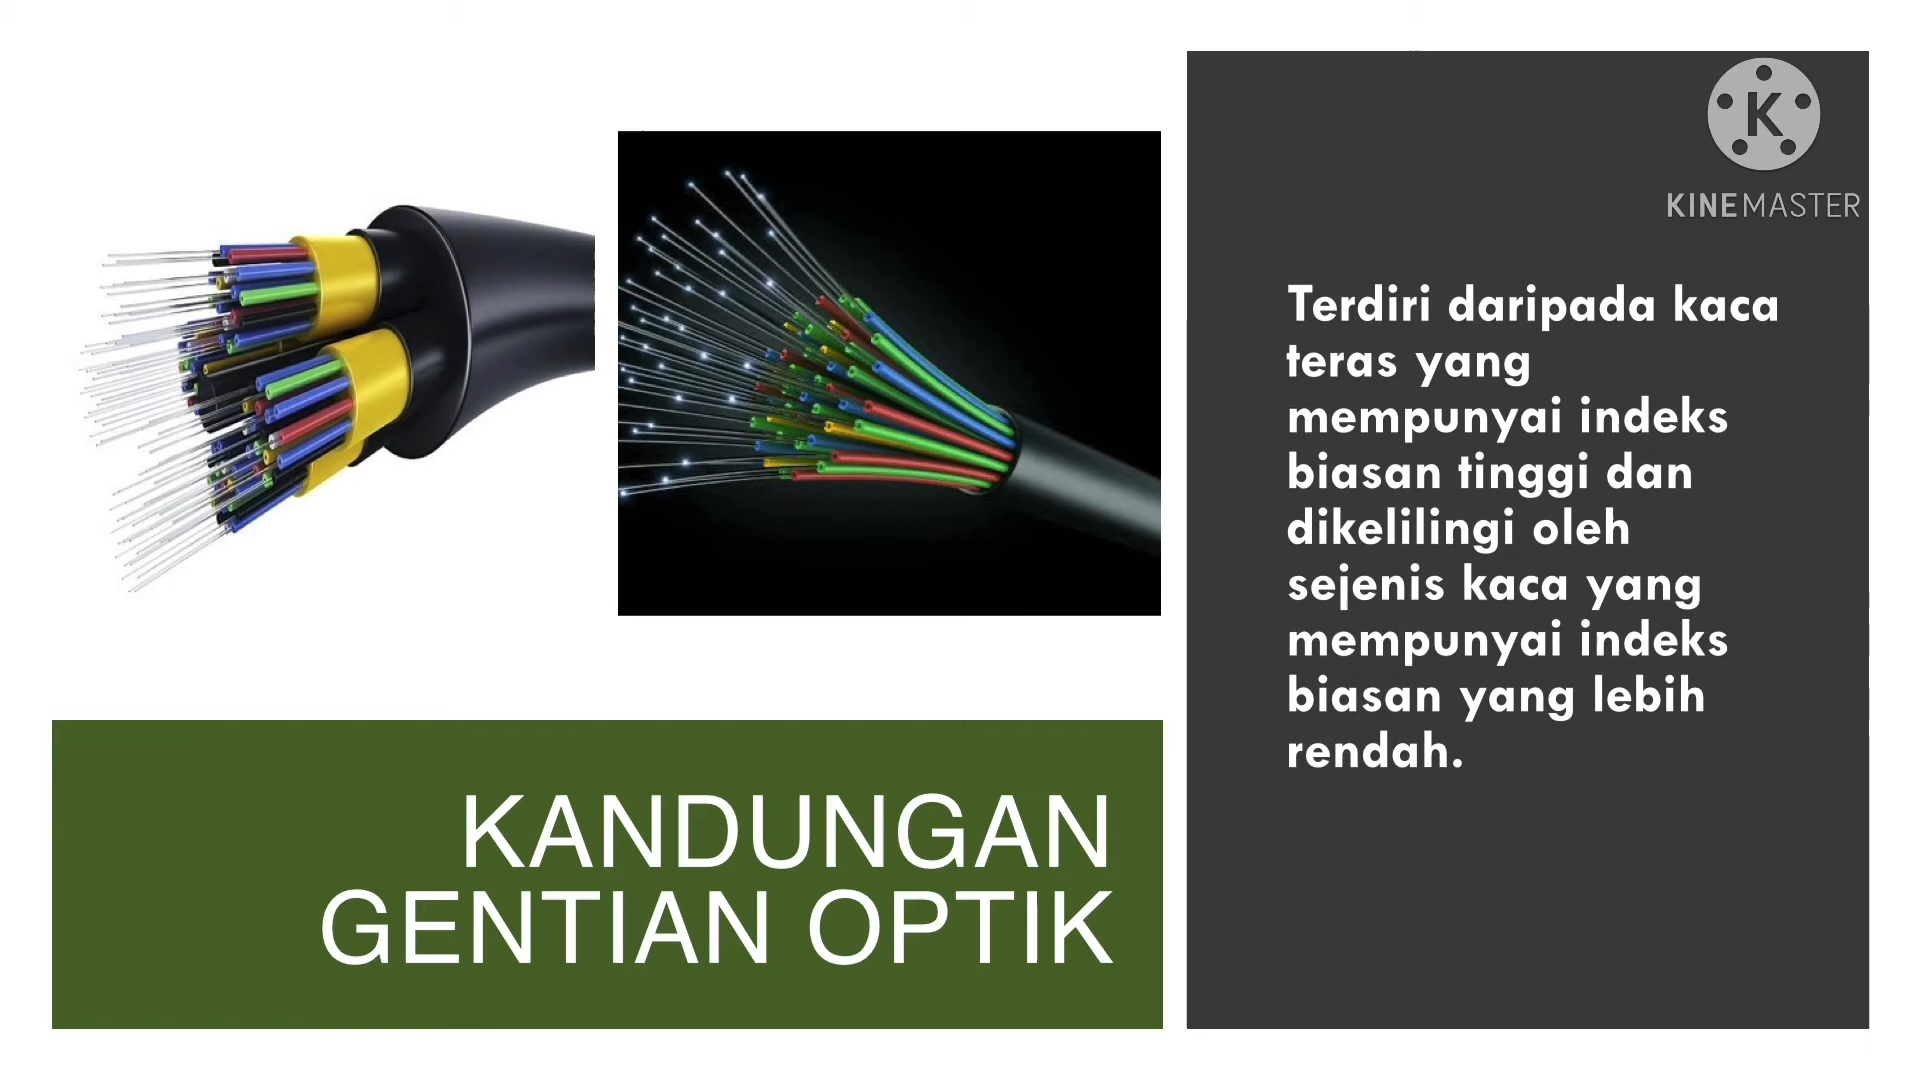 K
KINEMASTER
Terdiri daripada kaca
teras yang
mempunyai indeks
biasan tinggi dan
dikelilingi oleh
sejenis kaca yang
mempunyai indeks
biasan yang lebih
rendah.
KANDUNGAN
GENTIAN OPTIK